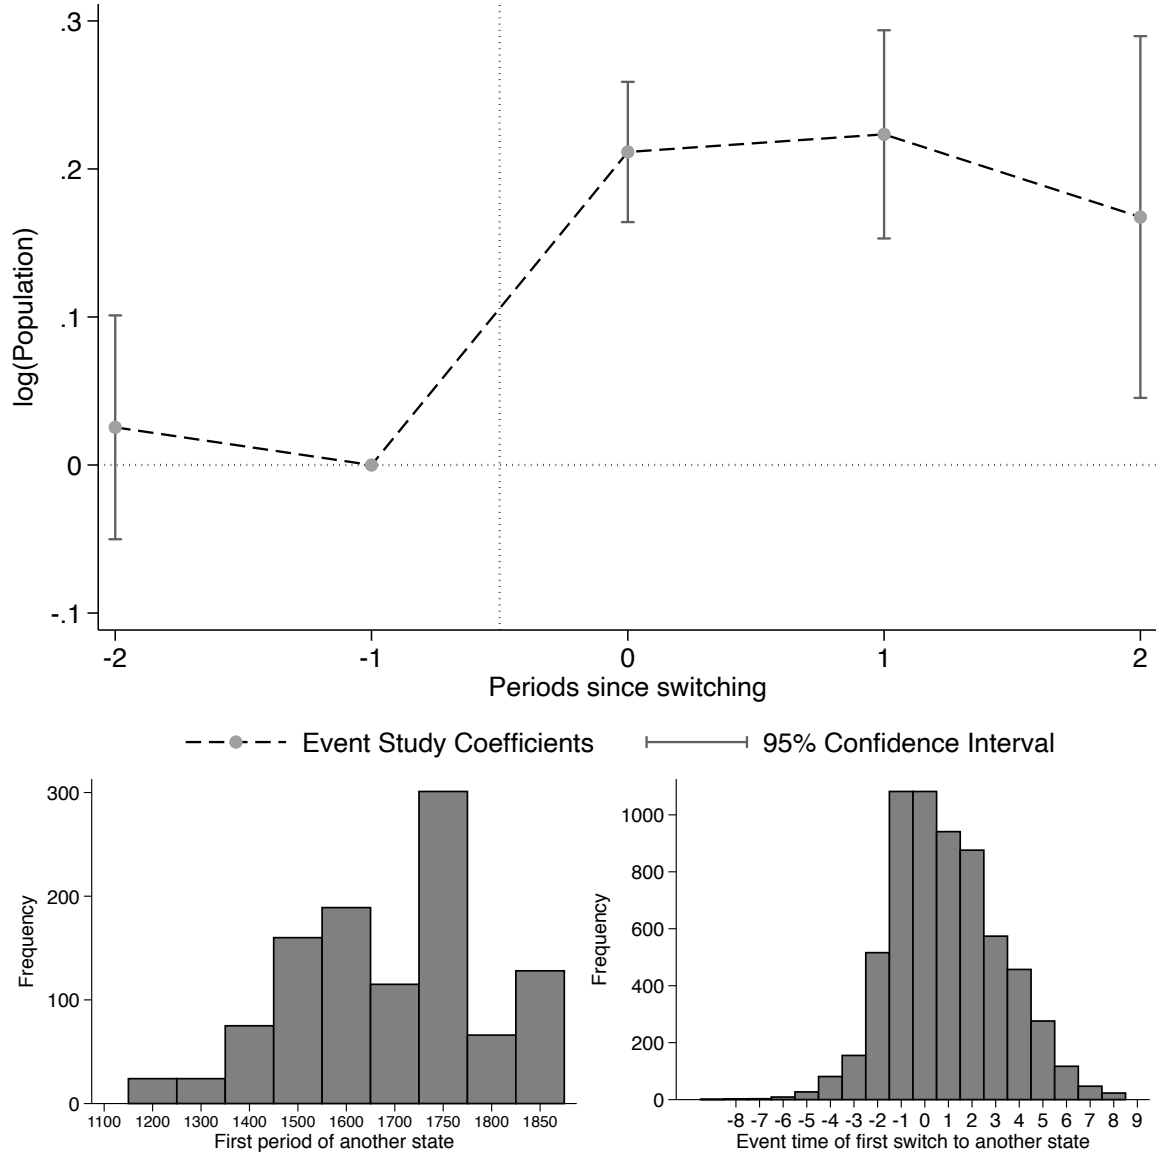 .3
.2
.1
0
-.1
log(Population)
-2 -1 0 1 2
Periods since switching
Event Study Coefficients 95% Confidence Interval
300
200
100
0
Frequency
1100 1200 1300 1400 1500 1600 1700 1750 1800 1850
First period of another state
1000
800
600
400
200
0
Frequency
-8 -7 -6 -5 -4 -3 -2 -1 0 1 2 3 4 5 6 7 8 9
Event time of first switch to another state